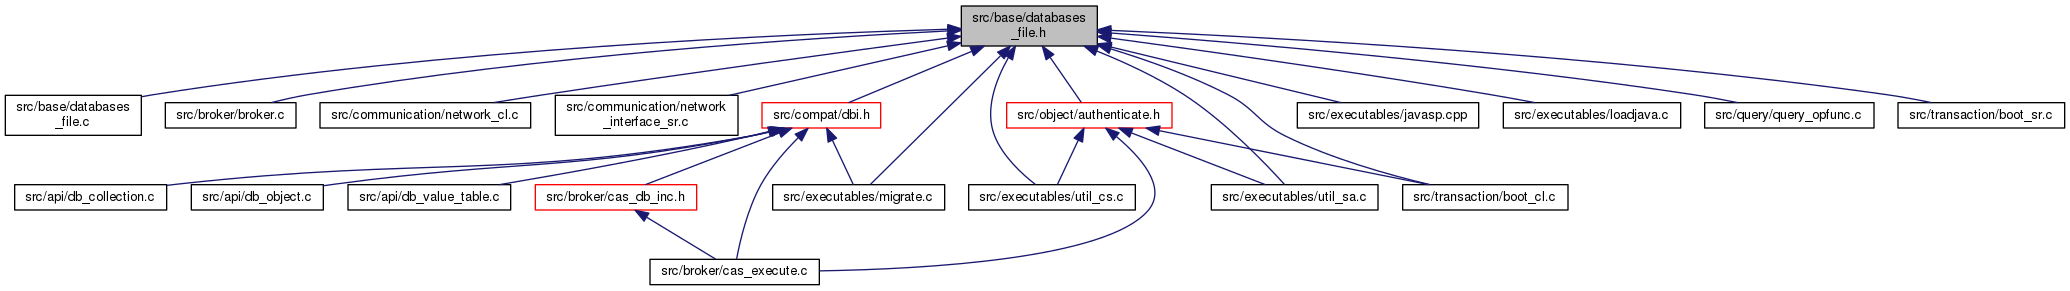 src/base/databases
_file.h
src/base/databases
_file.c
src/broker/broker.c
src/communication/network_cl.c
src/communication/network
_interface_sr.c
src/compat/dbi.h
src/object/authenticate.h
src/executables/javasp.cpp
src/executables/loadjava.c
src/query/query_opfunc.c
src/transaction/boot_sr.c
src/api/db_collection.c
src/api/db_object.c
src/api/db_value_table.c
src/broker/cas_db_inc.h
src/executables/migrate.c
src/executables/util_cs.c
src/executables/util_sa.c
src/transaction/boot_cl.c
src/broker/cas_execute.c